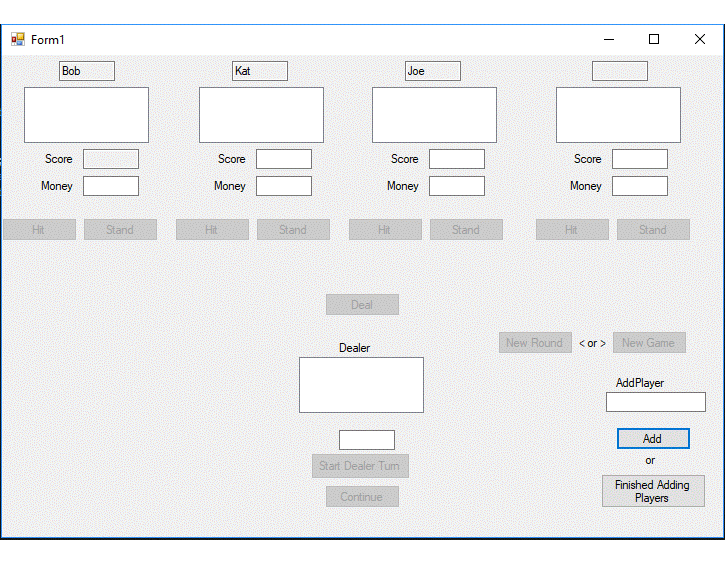 Form1
Bob Kat Joe
Score Score Score Score
Money Money Money Money
Hit Stand Hit Stand Hit Stand Hit Stand
Deal
New Round < or > New Game
Dealer
AddPlayer
Add
Start Dealer Turn
or
Finished Adding
Players
Continue